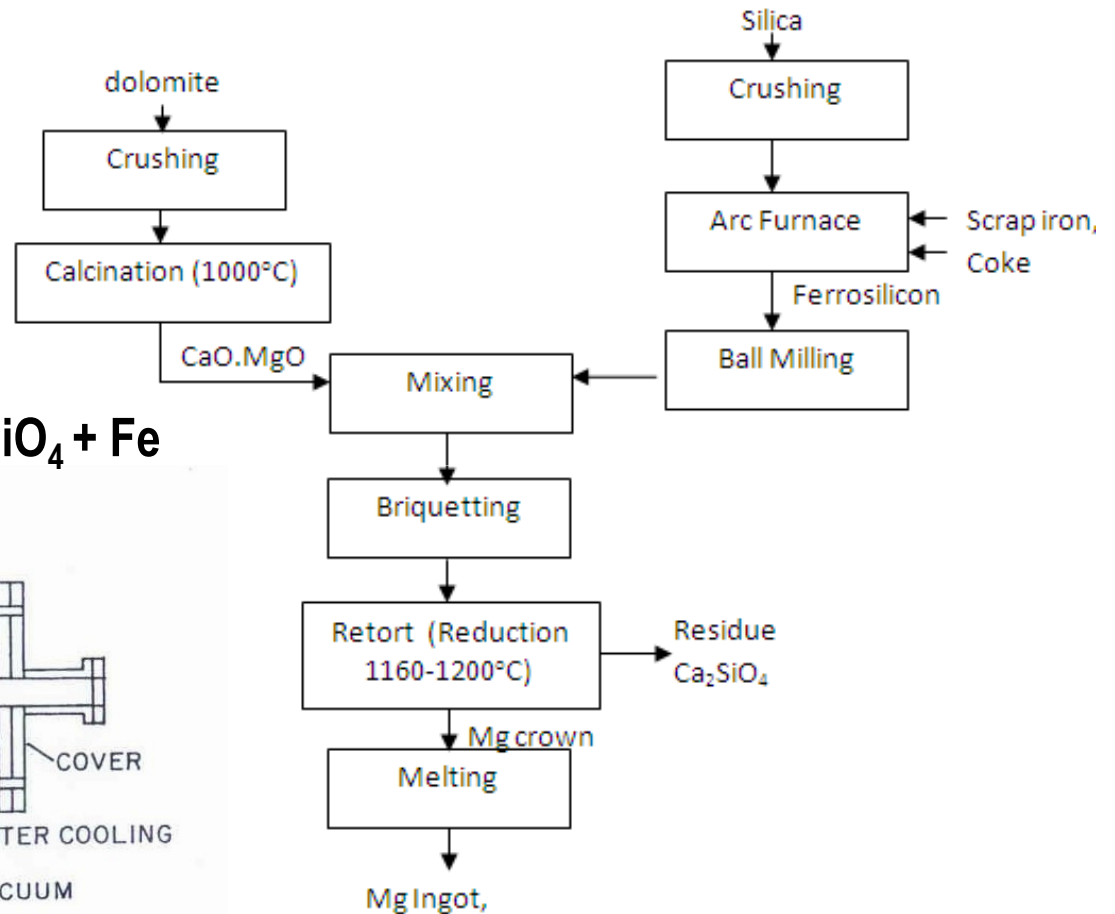 Silica
dolomite
Crushing
Crushing
Arc Furnace
Scrap iron,
Coke
Calcination (1000°C)
Ferrosilicon
CaO.MgO
Ball Milling
Mixing
iO₄ + Fe
Briquetting
Retort (Reduction
1160-1200°C)
Residue
Ca₂SiO₄
Mg crown
COVER
Melting
TER COOLING
CUUM
Mg Ingot,